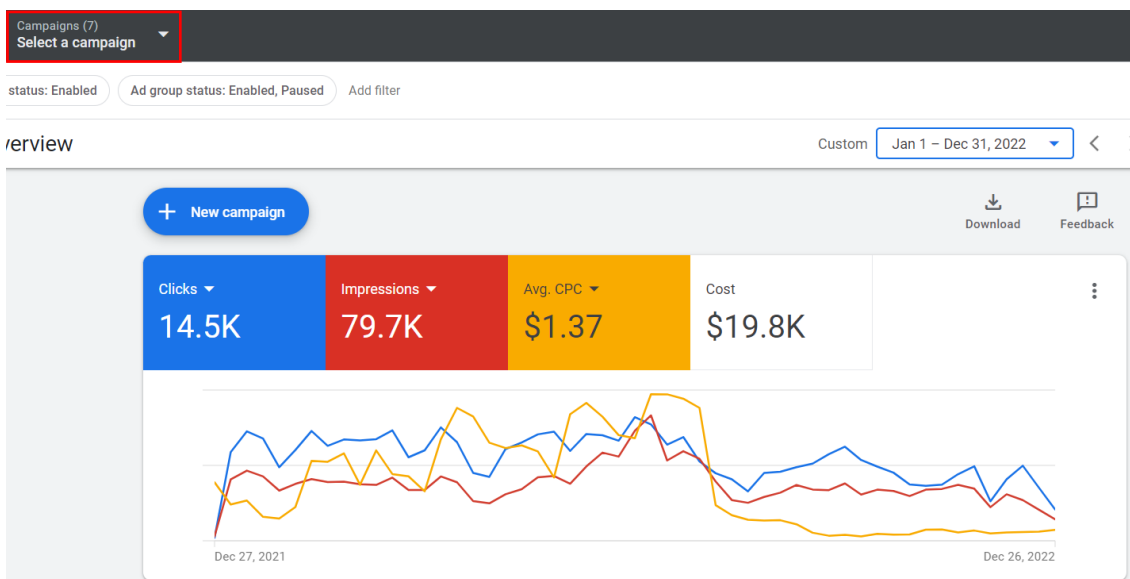 Campaigns (7)
Select a campaign
status: Enabled
Ad group status: Enabled, Paused
Add filter
verview
Custom
Jan 1 – Dec 31, 2022
New campaign
Download
Feedback
Clicks
14.5K
Impressions
79.7K
Avg. CPC
$1.37
Cost
$19.8K
Dec 27, 2021
Dec 26, 2022